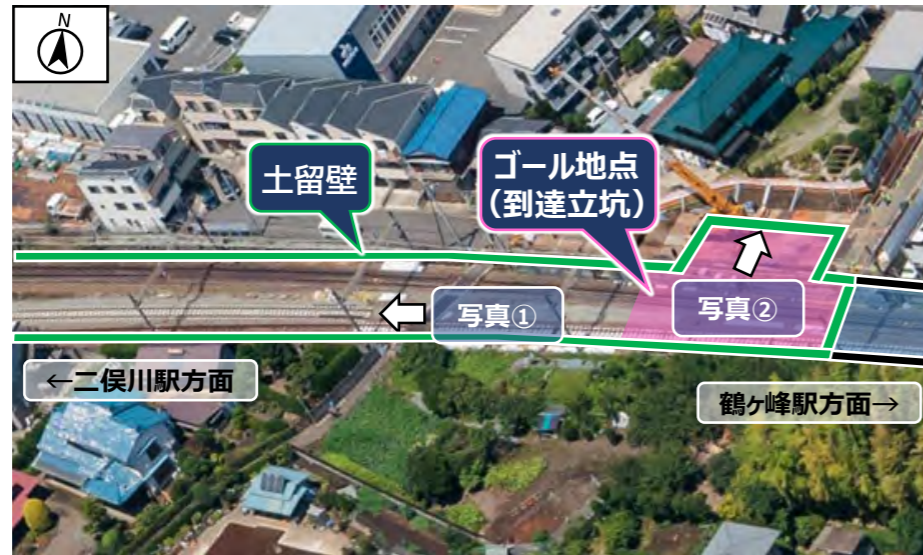 N
土留壁
ゴール地点
（到達立坑）
写真①
写真②
←二俣川駅方面
鶴ヶ峰駅方面→